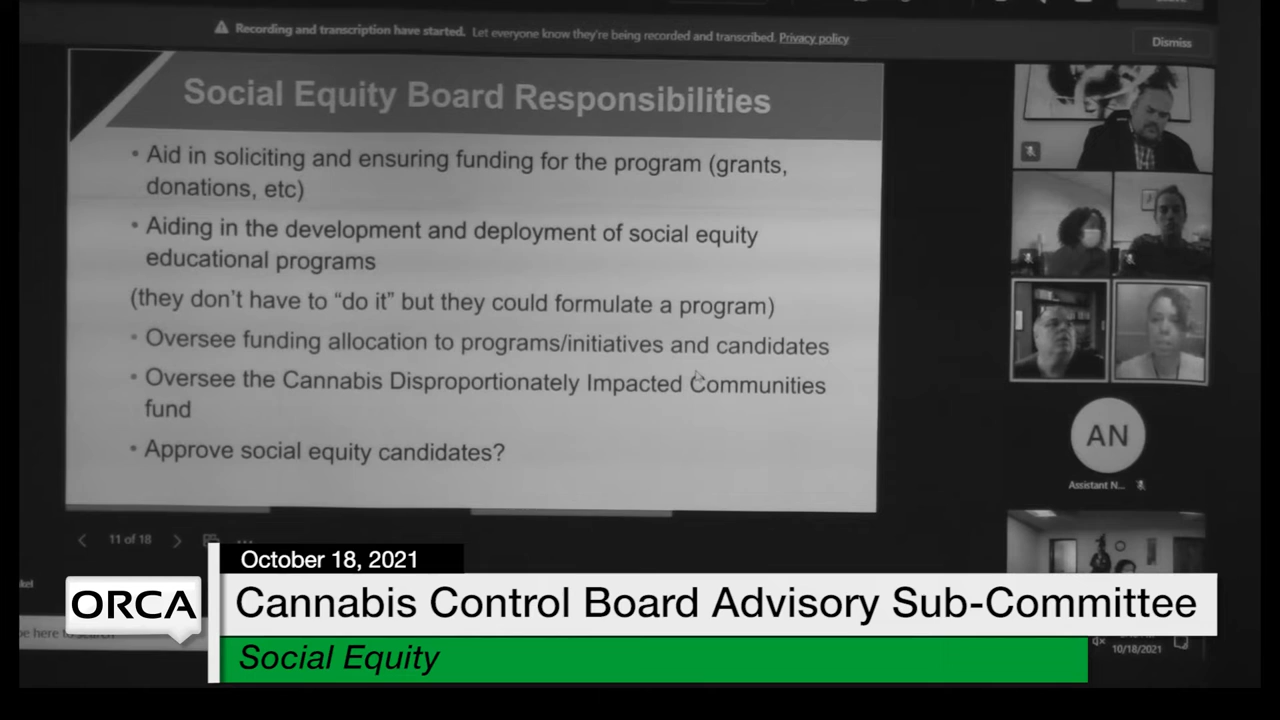 Recording and transcription have started. Let everyone know they're being recorded and transcribed. Privacy policy
Dismiss
Social Equity Board Responsibilities
• Aid in soliciting and ensuring funding for the program (grants,
donations, etc)
• Aiding in the development and deployment of social equity
educational programs
(they don't have to "do it" but they could formulate a program)
• Oversee funding allocation to programs/initiatives and candidates
• Oversee the Cannabis Disproportionately Impacted Communities
fund
• Approve social equity candidates?
AN
Assistant N...
11 of 18
October 18, 2021
ORCA
Cannabis Control Board Advisory Sub-Committee
Social Equity
10/18/2021